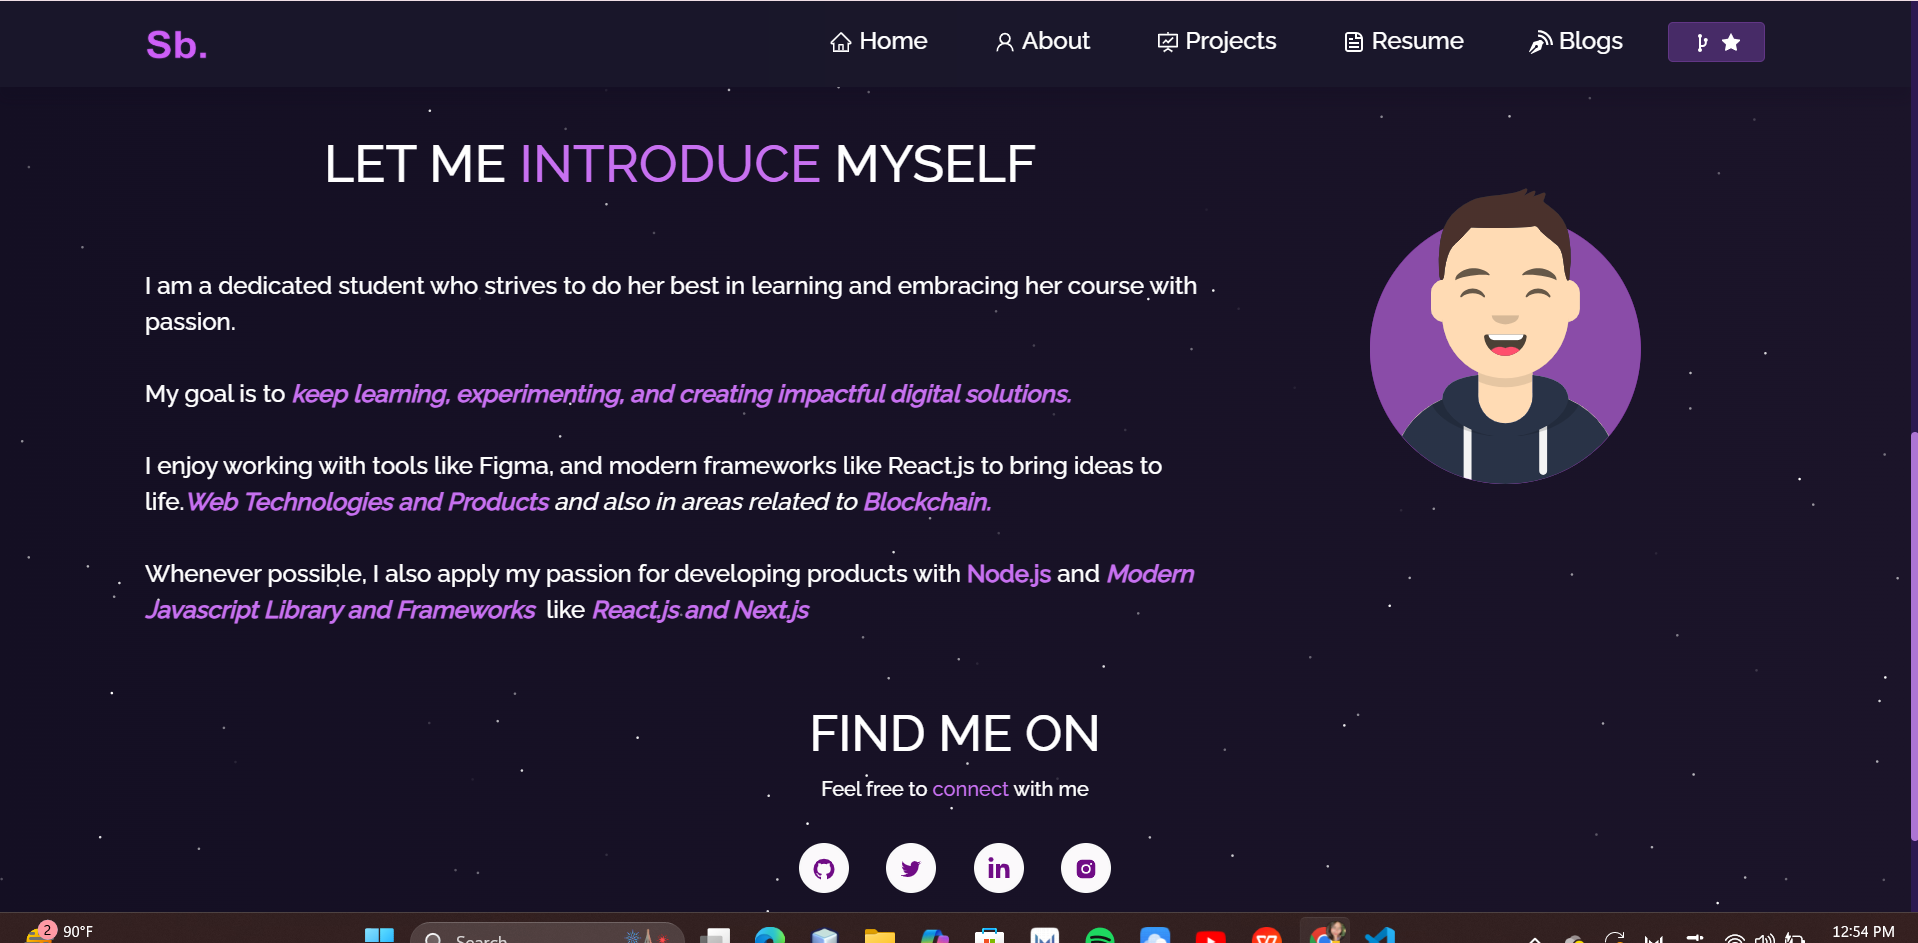 Sb.
Home About Projects Resume Blogs
LET ME INTRODUCE MYSELF
I am a dedicated student who strives to do her best in learning and embracing her course with
passion.
My goal is to keep learning, experimenting, and creating impactful digital solutions.
I enjoy working with tools like Figma, and modern frameworks like React.js to bring ideas to
life.Web Technologies and Products and also in areas related to Blockchain.
Whenever possible, I also apply my passion for developing products with Node.js and Modern
Javascript Library and Frameworks like React.js and Next.js
FIND ME ON
Feel free to connect with me
in
2 90°F
Search
12:54 PM